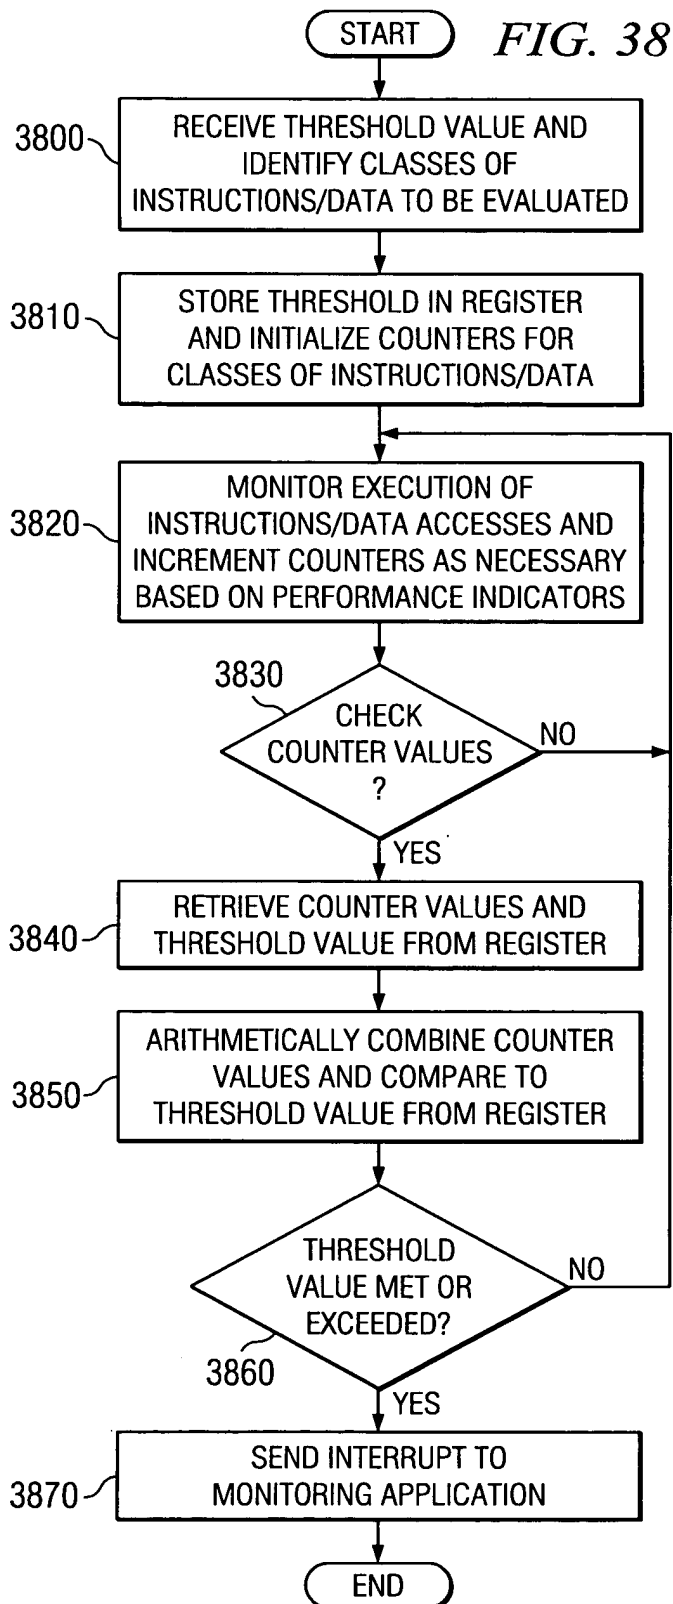 START
FIG. 38
3800
RECEIVE THRESHOLD VALUE AND
IDENTIFY CLASSES OF
INSTRUCTIONS/DATA TO BE EVALUATED
3810
STORE THRESHOLD IN REGISTER
AND INITIALIZE COUNTERS FOR
CLASSES OF INSTRUCTIONS/DATA
3820
MONITOR EXECUTION OF
INSTRUCTIONS/DATA ACCESSES AND
INCREMENT COUNTERS AS NECESSARY
BASED ON PERFORMANCE INDICATORS
3830
CHECK
COUNTER VALUES
?
NO
YES
3840
RETRIEVE COUNTER VALUES AND
THRESHOLD VALUE FROM REGISTER
3850
ARITHMETICALLY COMBINE COUNTER
VALUES AND COMPARE TO
THRESHOLD VALUE FROM REGISTER
THRESHOLD
VALUE MET OR
EXCEEDED?
NO
3860
YES
3870
SEND INTERRUPT TO
MONITORING APPLICATION
END